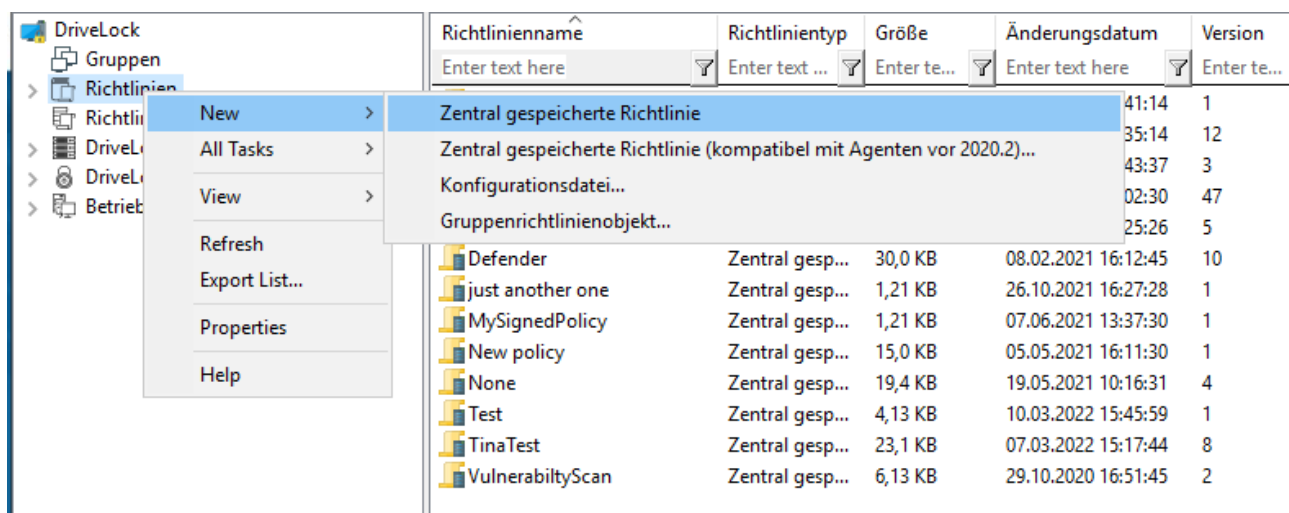 DriveLock
Gruppen
Richtlinien
DriveL
DriveL
Betrieb
New
All Tasks
View
Refresh
Export List...
Properties
Help
Zentral gespeicherte Richtlinie
Zentral gespeicherte Richtlinie (kompatibel mit Agenten vor 2020.2)...
Konfigurationsdatei...
Gruppenrichtlinienobjekt...
Richtlinienname Richtlinientyp Größe Änderungsdatum Version
Enter text here Enter text ... Enter te... Enter text here Enter te...
41:14 1
35:14 12
43:37 3
02:30 47
25:26 5
Defender Zentral gesp... 30,0 KB 08.02.2021 16:12:45 10
just another one Zentral gesp... 1,21 KB 26.10.2021 16:27:28 1
MySignedPolicy Zentral gesp... 1,21 KB 07.06.2021 13:37:30 1
New policy Zentral gesp... 15,0 KB 05.05.2021 16:11:30 1
None Zentral gesp... 19,4 KB 19.05.2021 10:16:31 4
Test Zentral gesp... 4,13 KB 10.03.2022 15:45:59 1
TinaTest Zentral gesp... 23,1 KB 07.03.2022 15:17:44 8
VulnerabiltyScan Zentral gesp... 6,13 KB 29.10.2020 16:51:45 2